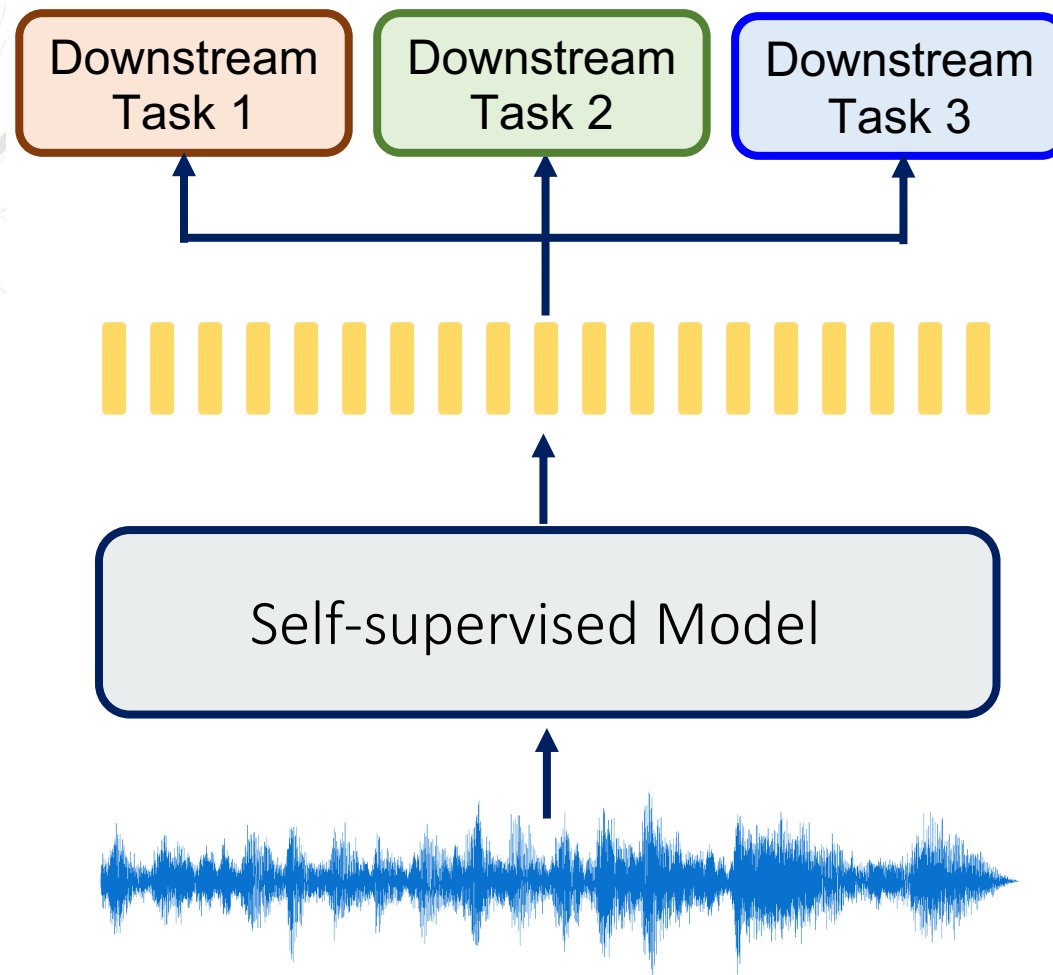 Downstream
Task 1
Downstream
Task 2
Downstream
Task 3
Self-supervised Model